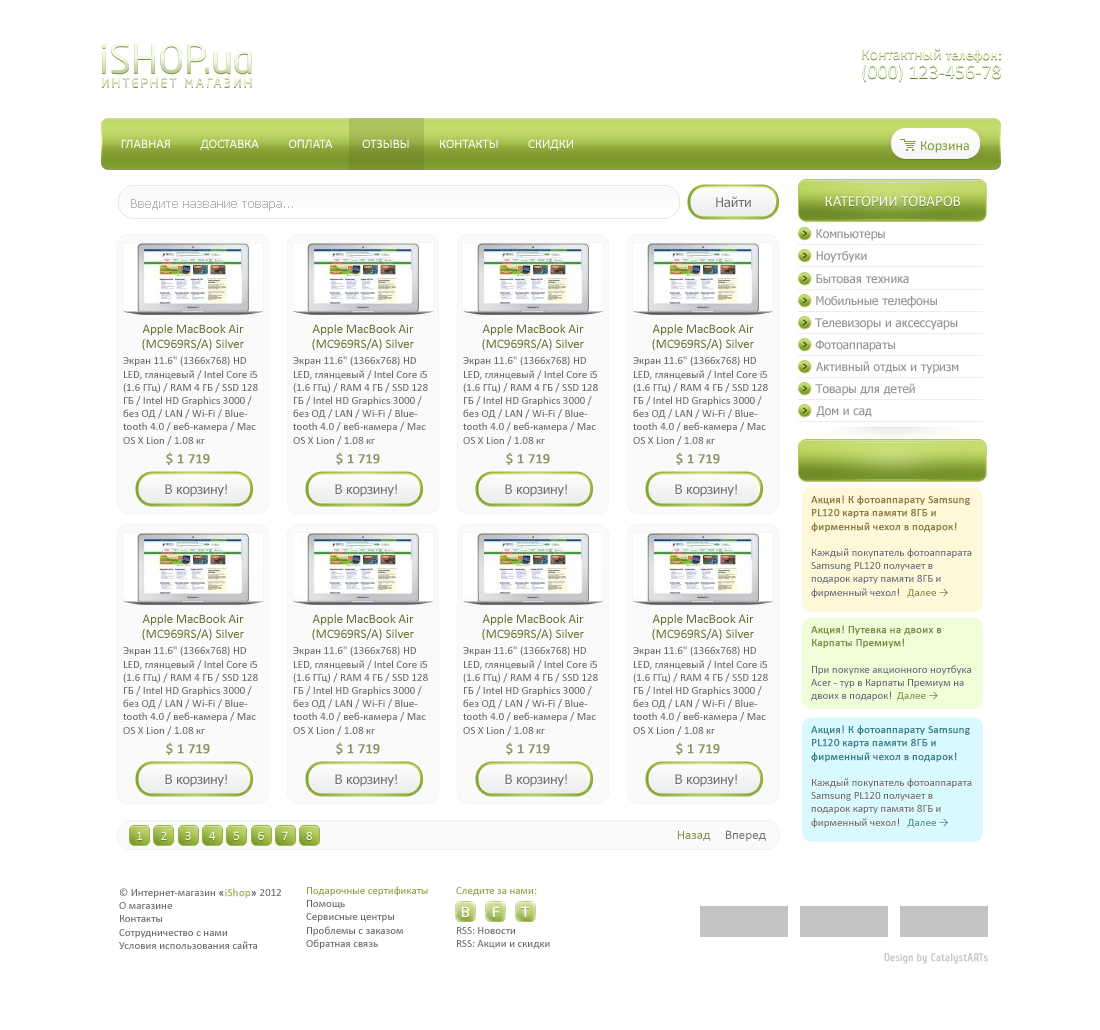 iSHOP.ua
ИНТЕРНЕТ МАГАЗИН
Контактный телефон:
(000) 123-456-78
ГЛАВНАЯ ДОСТАВКА ОПЛАТА ОТЗЫВЫ КОНТАКТЫ СКИДКИ Корзина
Введите название товара... Найти
Apple MacBook Air
(MC969RS/A) Silver
Экран 11.6" (1366x768) HD
LED, глянцевый / Intel Core i5
(1.6 ГГц) / RAM 4 ГБ / SSD 128
ГБ / Intel HD Graphics 3000 /
без ОД / LAN / Wi-Fi / Blue-
tooth 4.0 / веб-камера / Mac
OS X Lion / 1.08 кг
$ 1 719
В корзину!
Apple MacBook Air
(MC969RS/A) Silver
Экран 11.6" (1366x768) HD
LED, глянцевый / Intel Core i5
(1.6 ГГц) / RAM 4 ГБ / SSD 128
ГБ / Intel HD Graphics 3000 /
без ОД / LAN / Wi-Fi / Blue-
tooth 4.0 / веб-камера / Mac
OS X Lion / 1.08 кг
$ 1 719
В корзину!
Apple MacBook Air
(MC969RS/A) Silver
Экран 11.6" (1366x768) HD
LED, глянцевый / Intel Core i5
(1.6 ГГц) / RAM 4 ГБ / SSD 128
ГБ / Intel HD Graphics 3000 /
без ОД / LAN / Wi-Fi / Blue-
tooth 4.0 / веб-камера / Mac
OS X Lion / 1.08 кг
$ 1 719
В корзину!
Apple MacBook Air
(MC969RS/A) Silver
Экран 11.6" (1366x768) HD
LED, глянцевый / Intel Core i5
(1.6 ГГц) / RAM 4 ГБ / SSD 128
ГБ / Intel HD Graphics 3000 /
без ОД / LAN / Wi-Fi / Blue-
tooth 4.0 / веб-камера / Mac
OS X Lion / 1.08 кг
$ 1 719
В корзину!
Apple MacBook Air
(MC969RS/A) Silver
Экран 11.6" (1366x768) HD
LED, глянцевый / Intel Core i5
(1.6 ГГц) / RAM 4 ГБ / SSD 128
ГБ / Intel HD Graphics 3000 /
без ОД / LAN / Wi-Fi / Blue-
tooth 4.0 / веб-камера / Mac
OS X Lion / 1.08 кг
$ 1 719
В корзину!
Apple MacBook Air
(MC969RS/A) Silver
Экран 11.6" (1366x768) HD
LED, глянцевый / Intel Core i5
(1.6 ГГц) / RAM 4 ГБ / SSD 128
ГБ / Intel HD Graphics 3000 /
без ОД / LAN / Wi-Fi / Blue-
tooth 4.0 / веб-камера / Mac
OS X Lion / 1.08 кг
$ 1 719
В корзину!
Apple MacBook Air
(MC969RS/A) Silver
Экран 11.6" (1366x768) HD
LED, глянцевый / Intel Core i5
(1.6 ГГц) / RAM 4 ГБ / SSD 128
ГБ / Intel HD Graphics 3000 /
без ОД / LAN / Wi-Fi / Blue-
tooth 4.0 / веб-камера / Mac
OS X Lion / 1.08 кг
$ 1 719
В корзину!
Apple MacBook Air
(MC969RS/A) Silver
Экран 11.6" (1366x768) HD
LED, глянцевый / Intel Core i5
(1.6 ГГц) / RAM 4 ГБ / SSD 128
ГБ / Intel HD Graphics 3000 /
без ОД / LAN / Wi-Fi / Blue-
tooth 4.0 / веб-камера / Mac
OS X Lion / 1.08 кг
$ 1 719
В корзину!
1 2 3 4 5 6 7 8 Назад Вперед
КАТЕГОРИИ ТОВАРОВ
Компьютеры
Ноутбуки
Бытовая техника
Мобильные телефоны
Телевизоры и аксессуары
Фотоаппараты
Активный отдых и туризм
Товары для детей
Дом и сад
Акция! К фотоаппарату Samsung
PL120 карта памяти 8ГБ и
фирменный чехол в подарок!
Каждый покупатель фотоаппарата
Samsung PL120 получает в
подарок карту памяти 8ГБ и
фирменный чехол! Далее →
Акция! Путевка на двоих в
Карпаты Премиум!
При покупке акционного ноутбука
Acer - тур в Карпаты Премиум на
двоих в подарок! Далее →
Акция! К фотоаппарату Samsung
PL120 карта памяти 8ГБ и
фирменный чехол в подарок!
Каждый покупатель фотоаппарата
Samsung PL120 получает в
подарок карту памяти 8ГБ и
фирменный чехол! Далее →
© Интернет-магазин «iShop» 2012
О магазине
Контакты
Сотрудничество с нами
Условия использования сайта
Подарочные сертификаты
Помощь
Сервисные центры
Проблемы с заказом
Обратная связь
Следите за нами:
B F T
RSS: Новости
RSS: Акции и скидки
Design by CatalystARTs